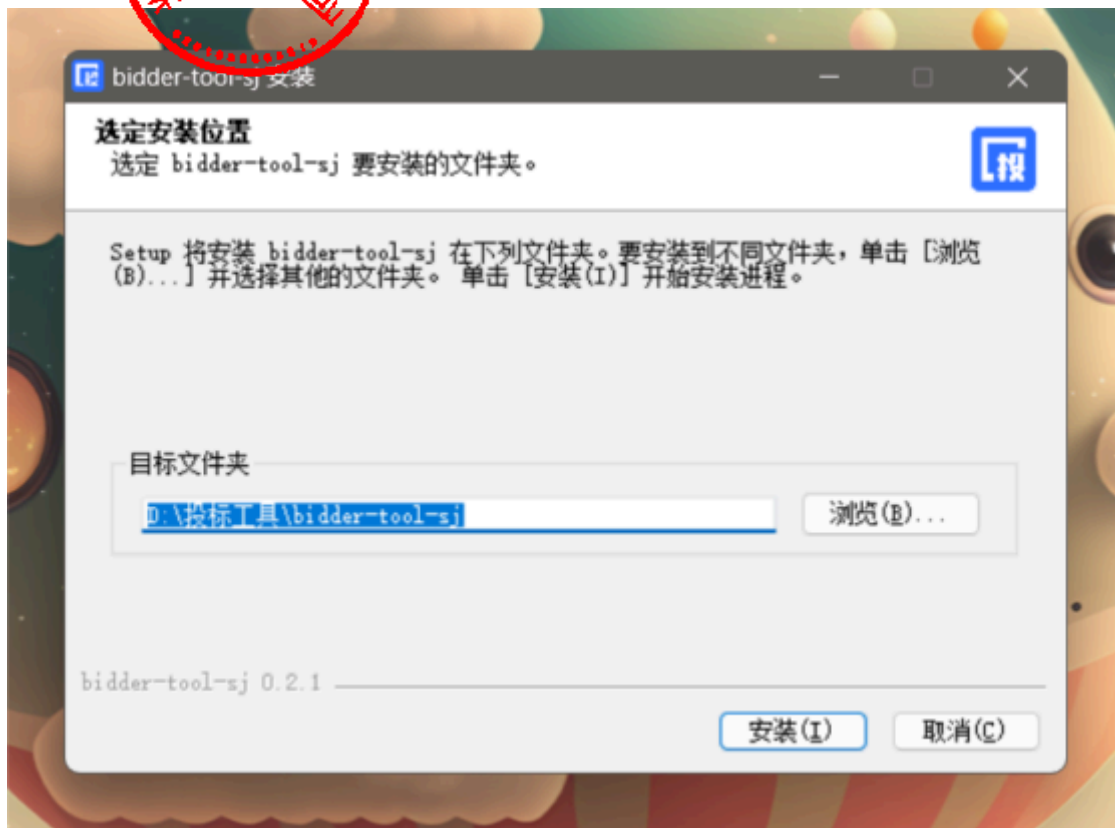 bidder-tool-sj 安装
选定安装位置
选定 bidder-tool-sj 要安装的文件夹。
投
Setup 将安装 bidder-tool-sj 在下列文件夹。要安装到不同文件夹，单击 [浏览
(B)...] 并选择其他的文件夹。 单击 [安装(I)] 开始安装进程。
目标文件夹
D:\投标工具\bidder-tool-sj
浏览(B)...
bidder-tool-sj 0.2.1
安装(I)
取消(C)